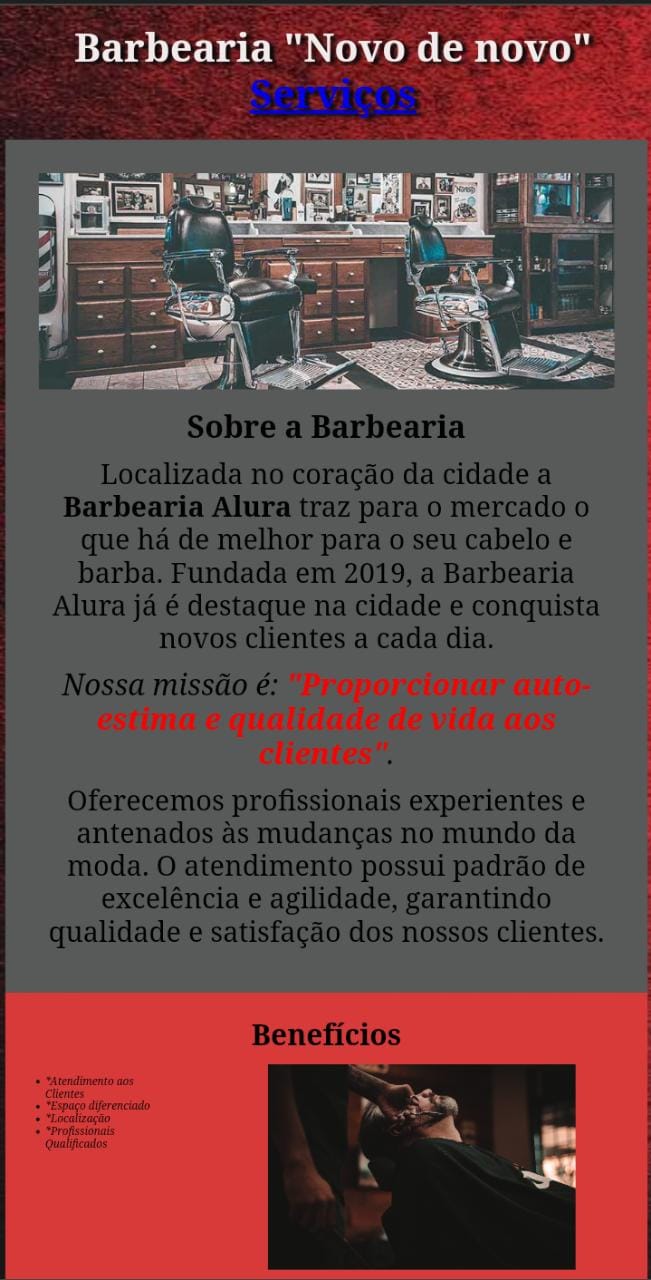 Barbearia "Novo de novo"
Serviços
Sobre a Barbearia
Localizada no coração da cidade a
Barbearia Alura traz para o mercado o
que há de melhor para o seu cabelo e
barba. Fundada em 2019, a Barbearia
Alura já é destaque na cidade e conquista
novos clientes a cada dia.
Nossa missão é: "Proporcionar auto-
estima e qualidade de vida aos
clientes".
Oferecemos profissionais experientes e
antenados às mudanças no mundo da
moda. O atendimento possui padrão de
excelência e agilidade, garantindo
qualidade e satisfação dos nossos clientes.
Benefícios
• *Atendimento aos
Clientes
• *Espaço diferenciado
• *Localização
• *Profissionais
Qualificados